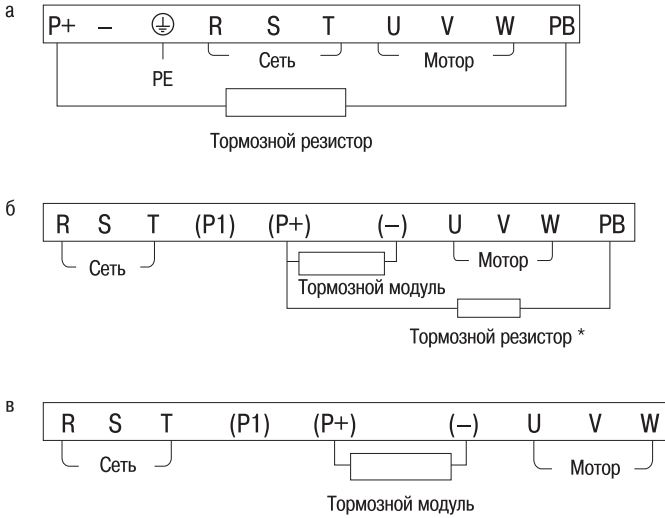 а
P+ – R S T U V W PB
Сеть Мотор
PE
Тормозной резистор
б
R S T (P1) (P+) (–) U V W PB
Сеть Мотор
Тормозной модуль
Тормозной резистор *
в
R S T (P1) (P+) (–) U V W
Сеть Мотор
Тормозной модуль